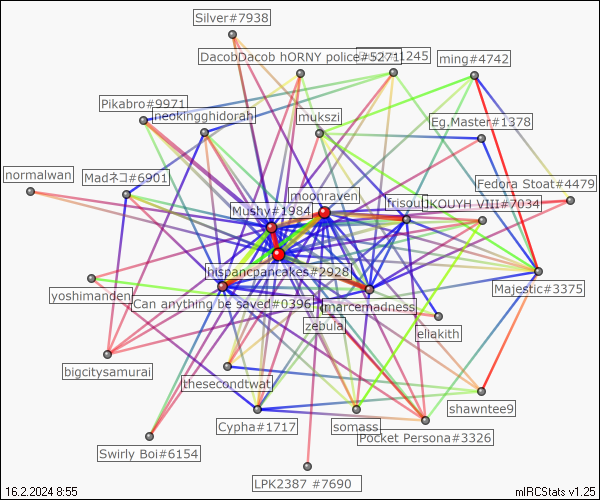 Silver#7938
DacobDacob hORNY police#5271
1245
ming#4742
Pikabro#9971
neokingghidorah
mukszi
Eg.Master#1378
normalwan
Madネコ#6901
moonraven
Fedora Stoat#4479
Mushy#1984
frisout
JKOUYH VIII#7034
hispancpancakes#2928
Majestic#3375
yoshimanden
Can anything be saved#0396
marcemadness
zebula
eliakith
bigcitysamurai
thesecondtwat
shawntee9
Cypha#1717
somass
Pocket Persona#3326
Swirly Boi#6154
LPK2387 #7690
16.2.2024 8:55
mIRCStats v1.25